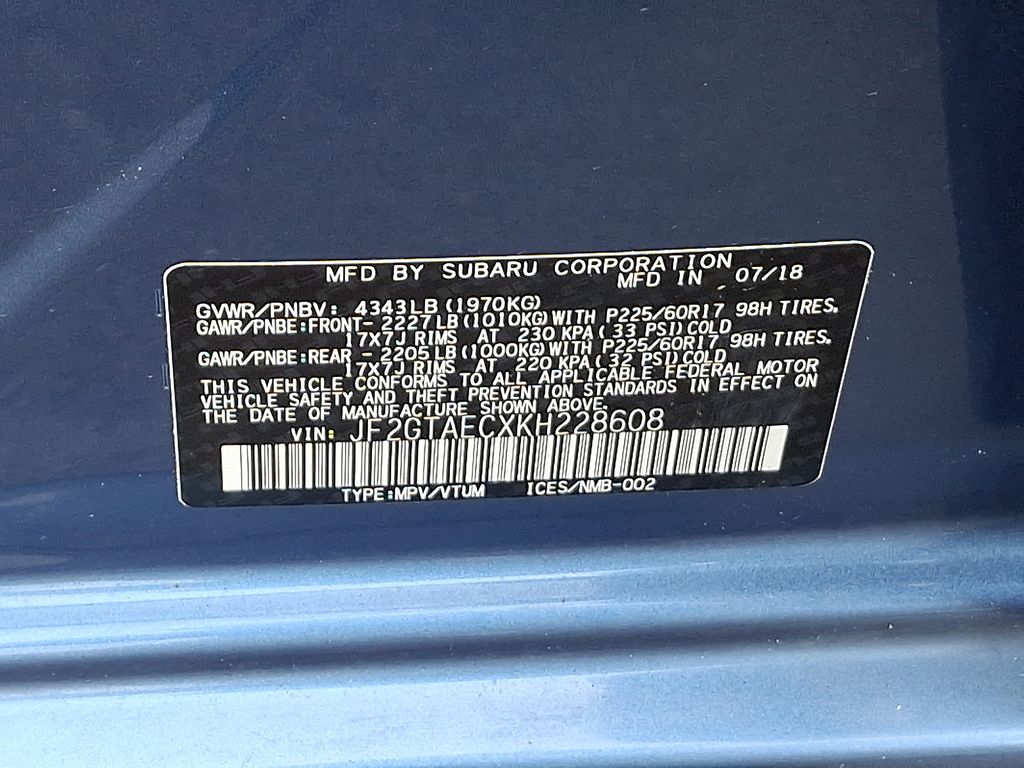 MFD BY SUBARU CORPORATION
MFD IN 07/18
GVWR/PNBV: 4343LB(1970KG)
GAWR/PNBE:FRONT- 2227LB(1010KG)WITH P225/60R17 98H TIRES.
17X7J RIMS AT 230 KPA( 33 PSI)COLD
GAWR/PNBE:REAR - 2205LB(1000KG)WITH P225/60R17 98H TIRES.
17X7J RIMS AT 220 KPA( 32 PSI)COLD
THIS VEHICLE CONFORMS TO ALL APPLICABLE FEDERAL MOTOR
VEHICLE SAFETY AND THEFT PREVENTION STANDARDS IN EFFECT ON
THE DATE OF MANUFACTURE SHOWN ABOVE.
VIN: JF2GTAECXKH228608
TYPE:MPV/VTUM ICES/NMB-002